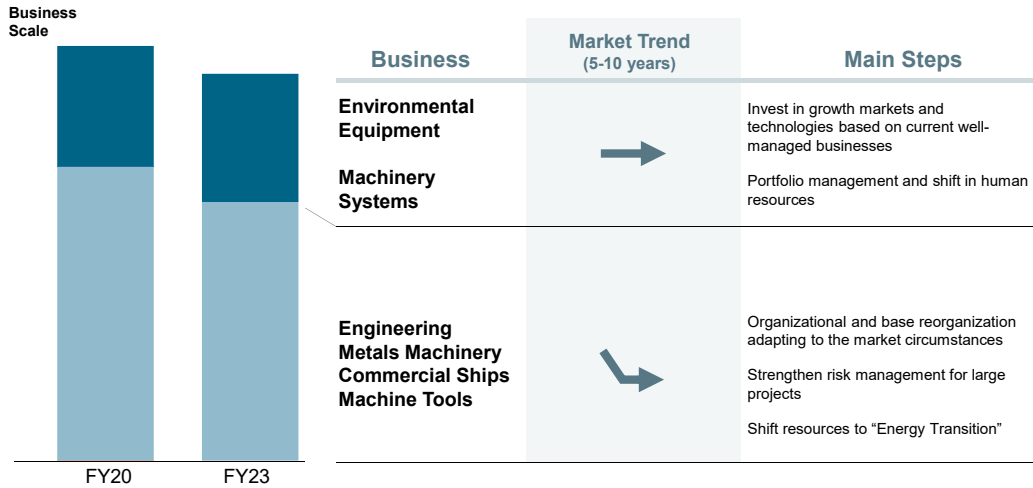 Business
Scale
Business
Market Trend
(5-10 years)
Main Steps
Environmental
Equipment
Machinery
Systems
Invest in growth markets and
technologies based on current well-
managed businesses
Portfolio management and shift in human
resources
Engineering
Metals Machinery
Commercial Ships
Machine Tools
Organizational and base reorganization
adapting to the market circumstances
Strengthen risk management for large
projects
Shift resources to “Energy Transition”
FY20
FY23